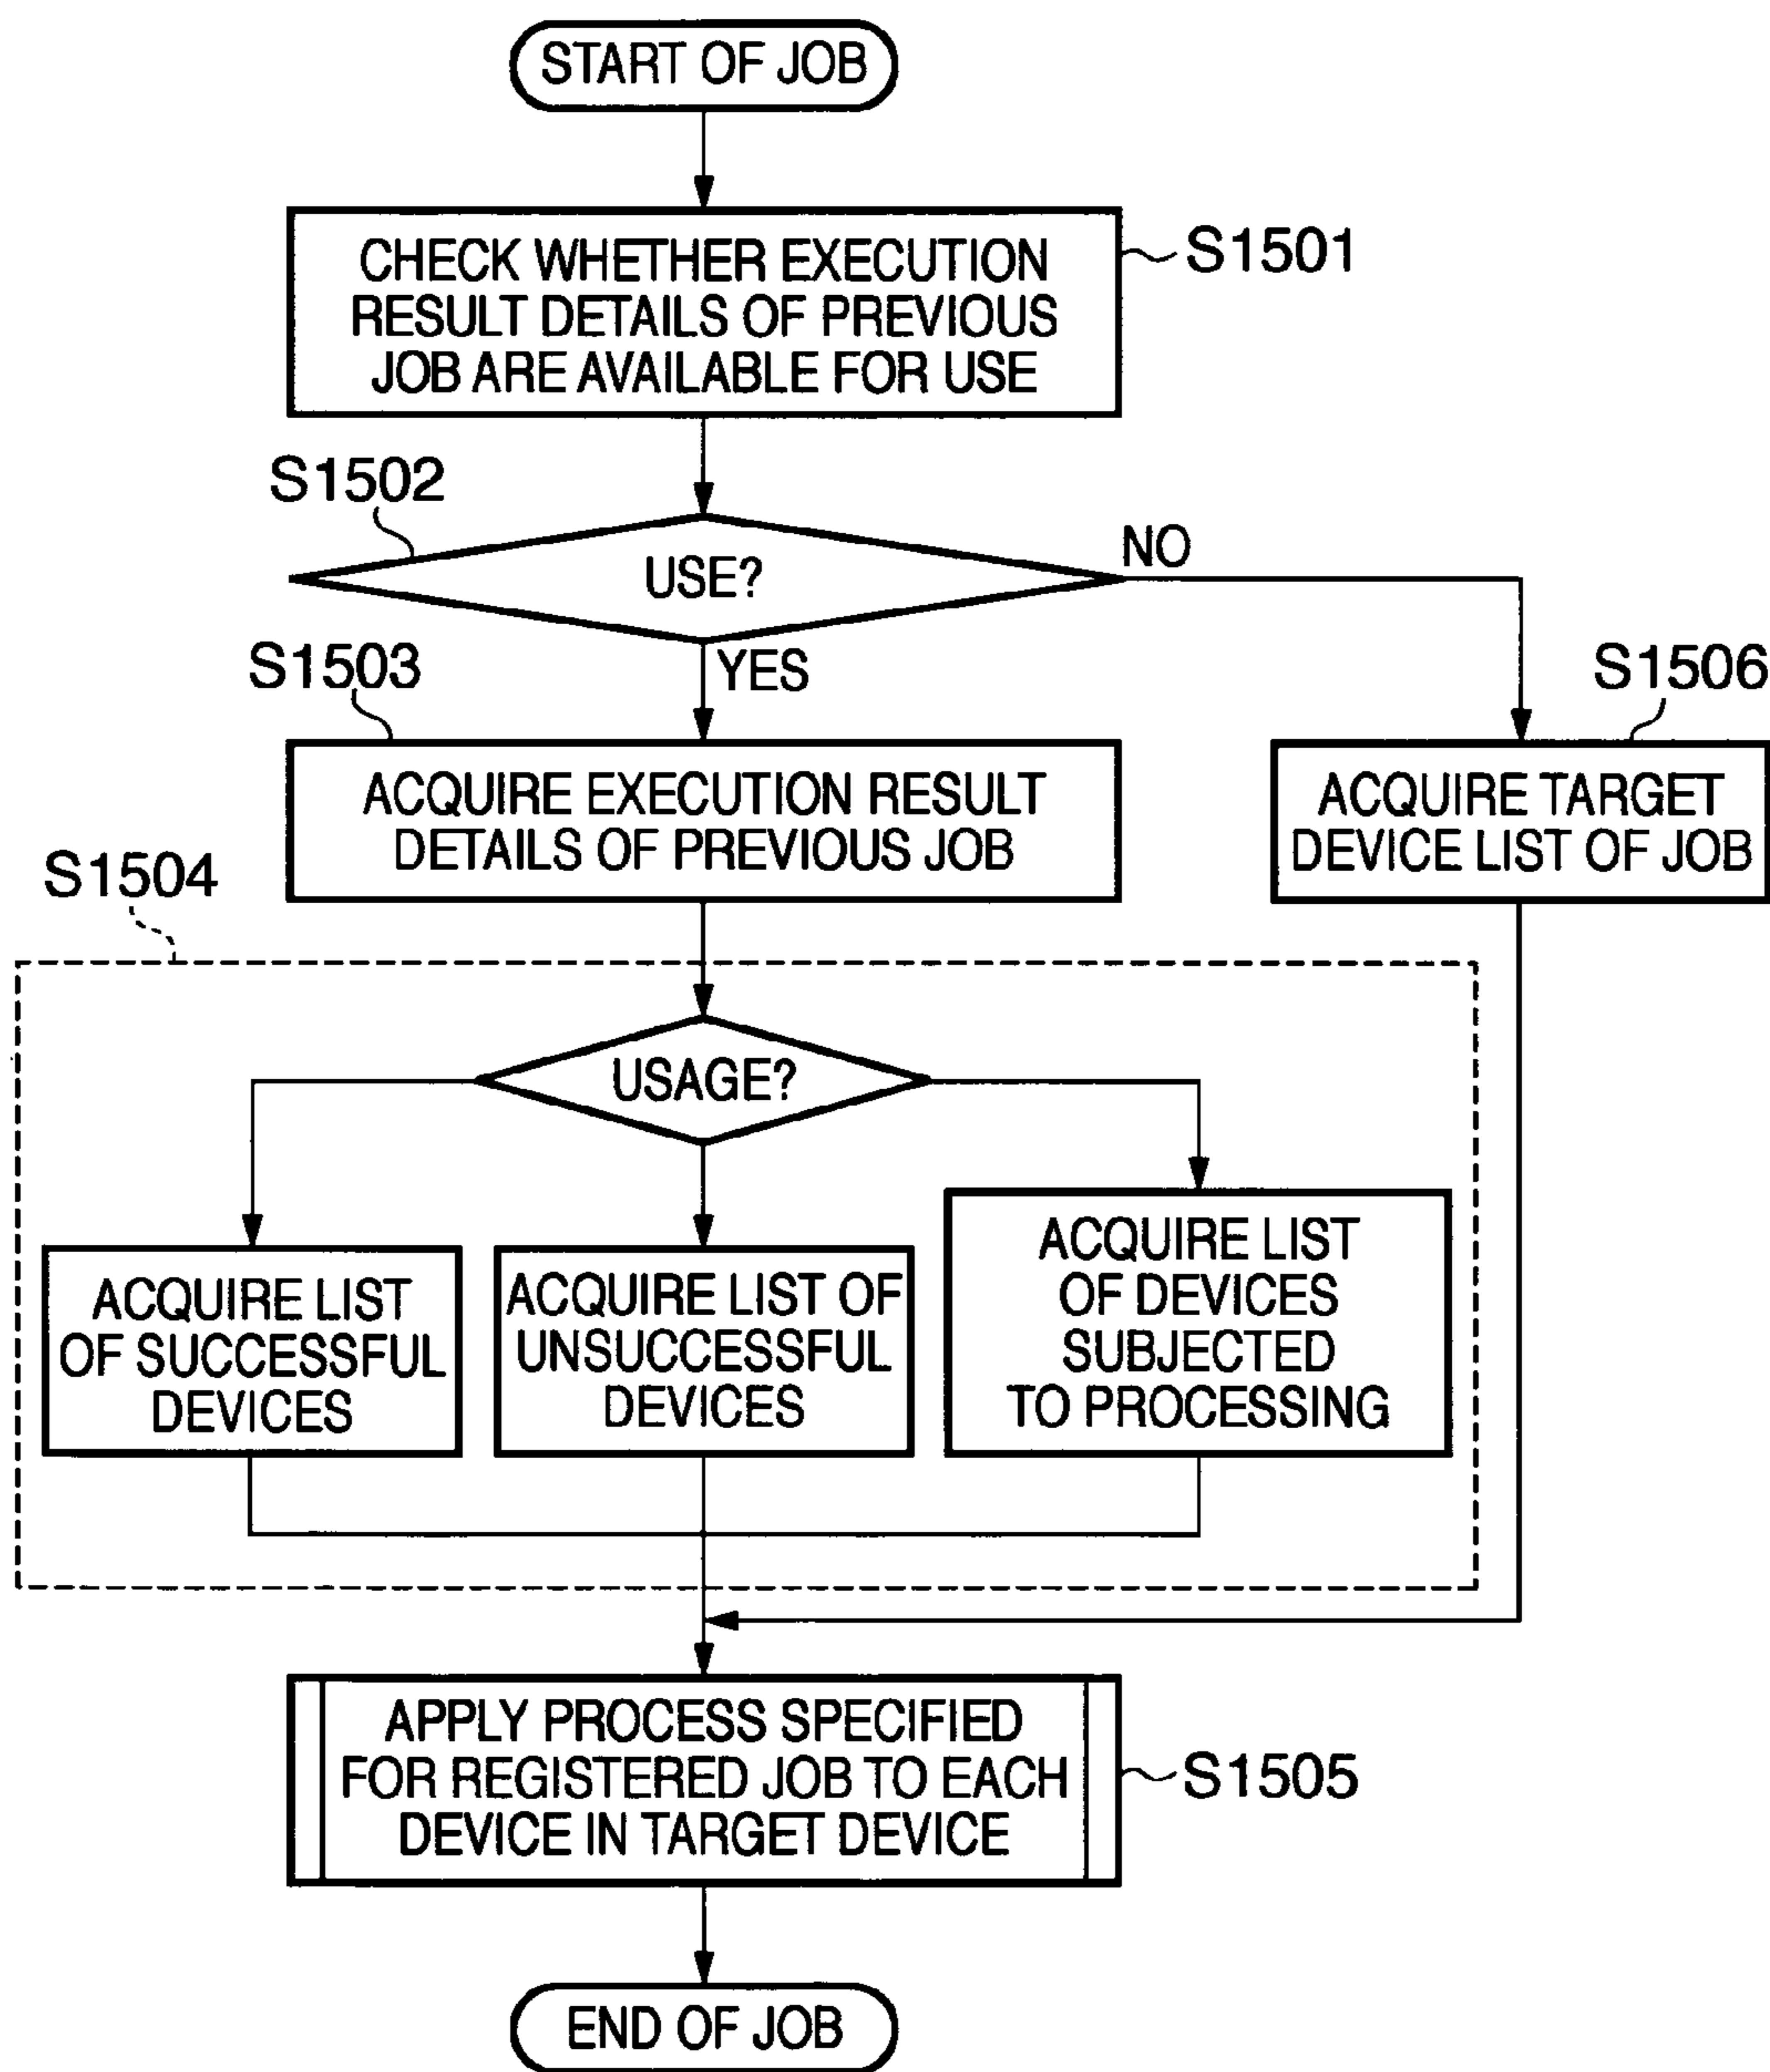 START OF JOB
CHECK WHETHER EXECUTION
RESULT DETAILS OF PREVIOUS
JOB ARE AVAILABLE FOR USE
S1501
S1502
USE?
NO
YES
S1503
ACQUIRE EXECUTION RESULT
DETAILS OF PREVIOUS JOB
S1506
ACQUIRE TARGET
DEVICE LIST OF JOB
S1504
USAGE?
ACQUIRE LIST
OF SUCCESSFUL
DEVICES
ACQUIRE LIST OF
UNSUCCESSFUL
DEVICES
ACQUIRE LIST
OF DEVICES
SUBJECTED
TO PROCESSING
APPLY PROCESS SPECIFIED
FOR REGISTERED JOB TO EACH
DEVICE IN TARGET DEVICE
S1505
END OF JOB